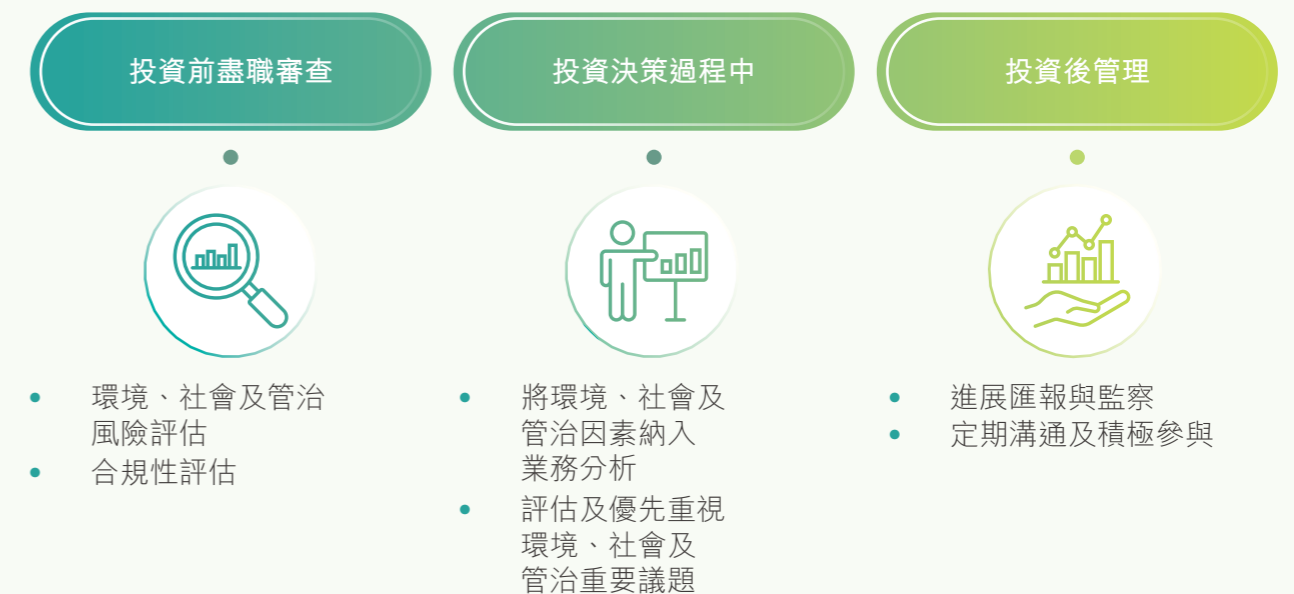 投資前盡職審查
環境、社會及管治
風險評估
合規性評估
投資決策過程中
將環境、社會及
管治因素納入
業務分析
評估及優先重視
環境、社會及
管治重要議題
投資後管理
進展匯報與監察
定期溝通及積極參與